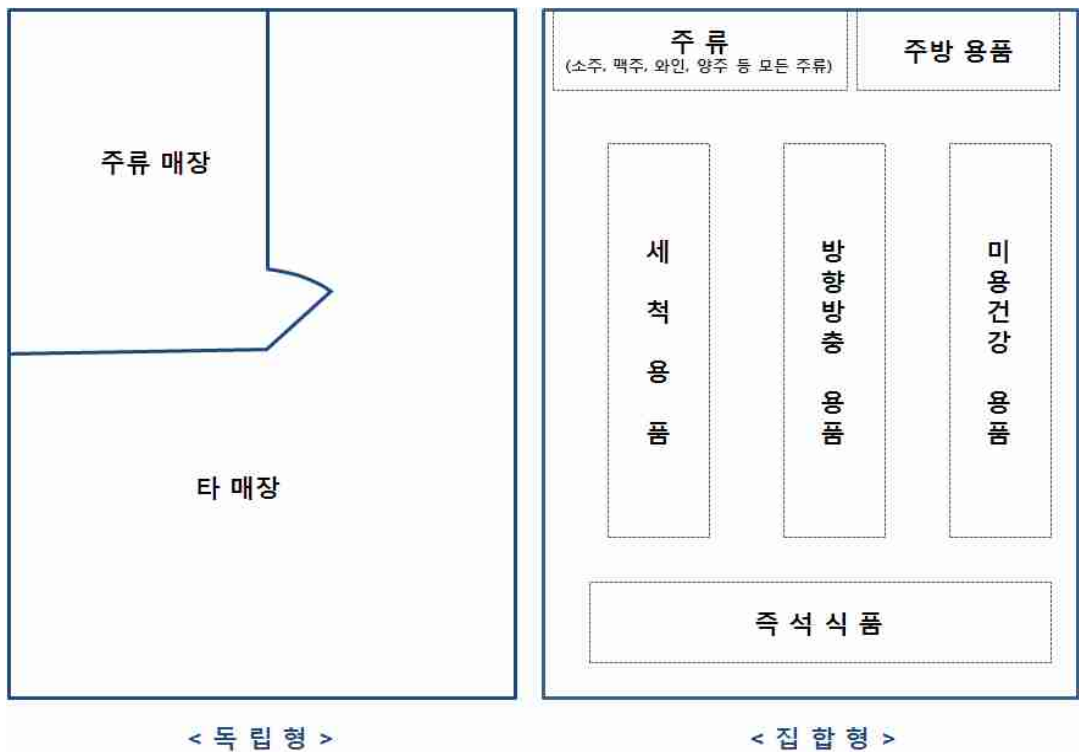 주류 매장
타 매장
< 독 립 형 >
주 류
(소주, 맥주, 와인, 양주 등 모든 주류)
주방 용품
세 척 용 품
방향방충 용품
미용건강 용품
즉 석 식 품
< 집 합 형 >